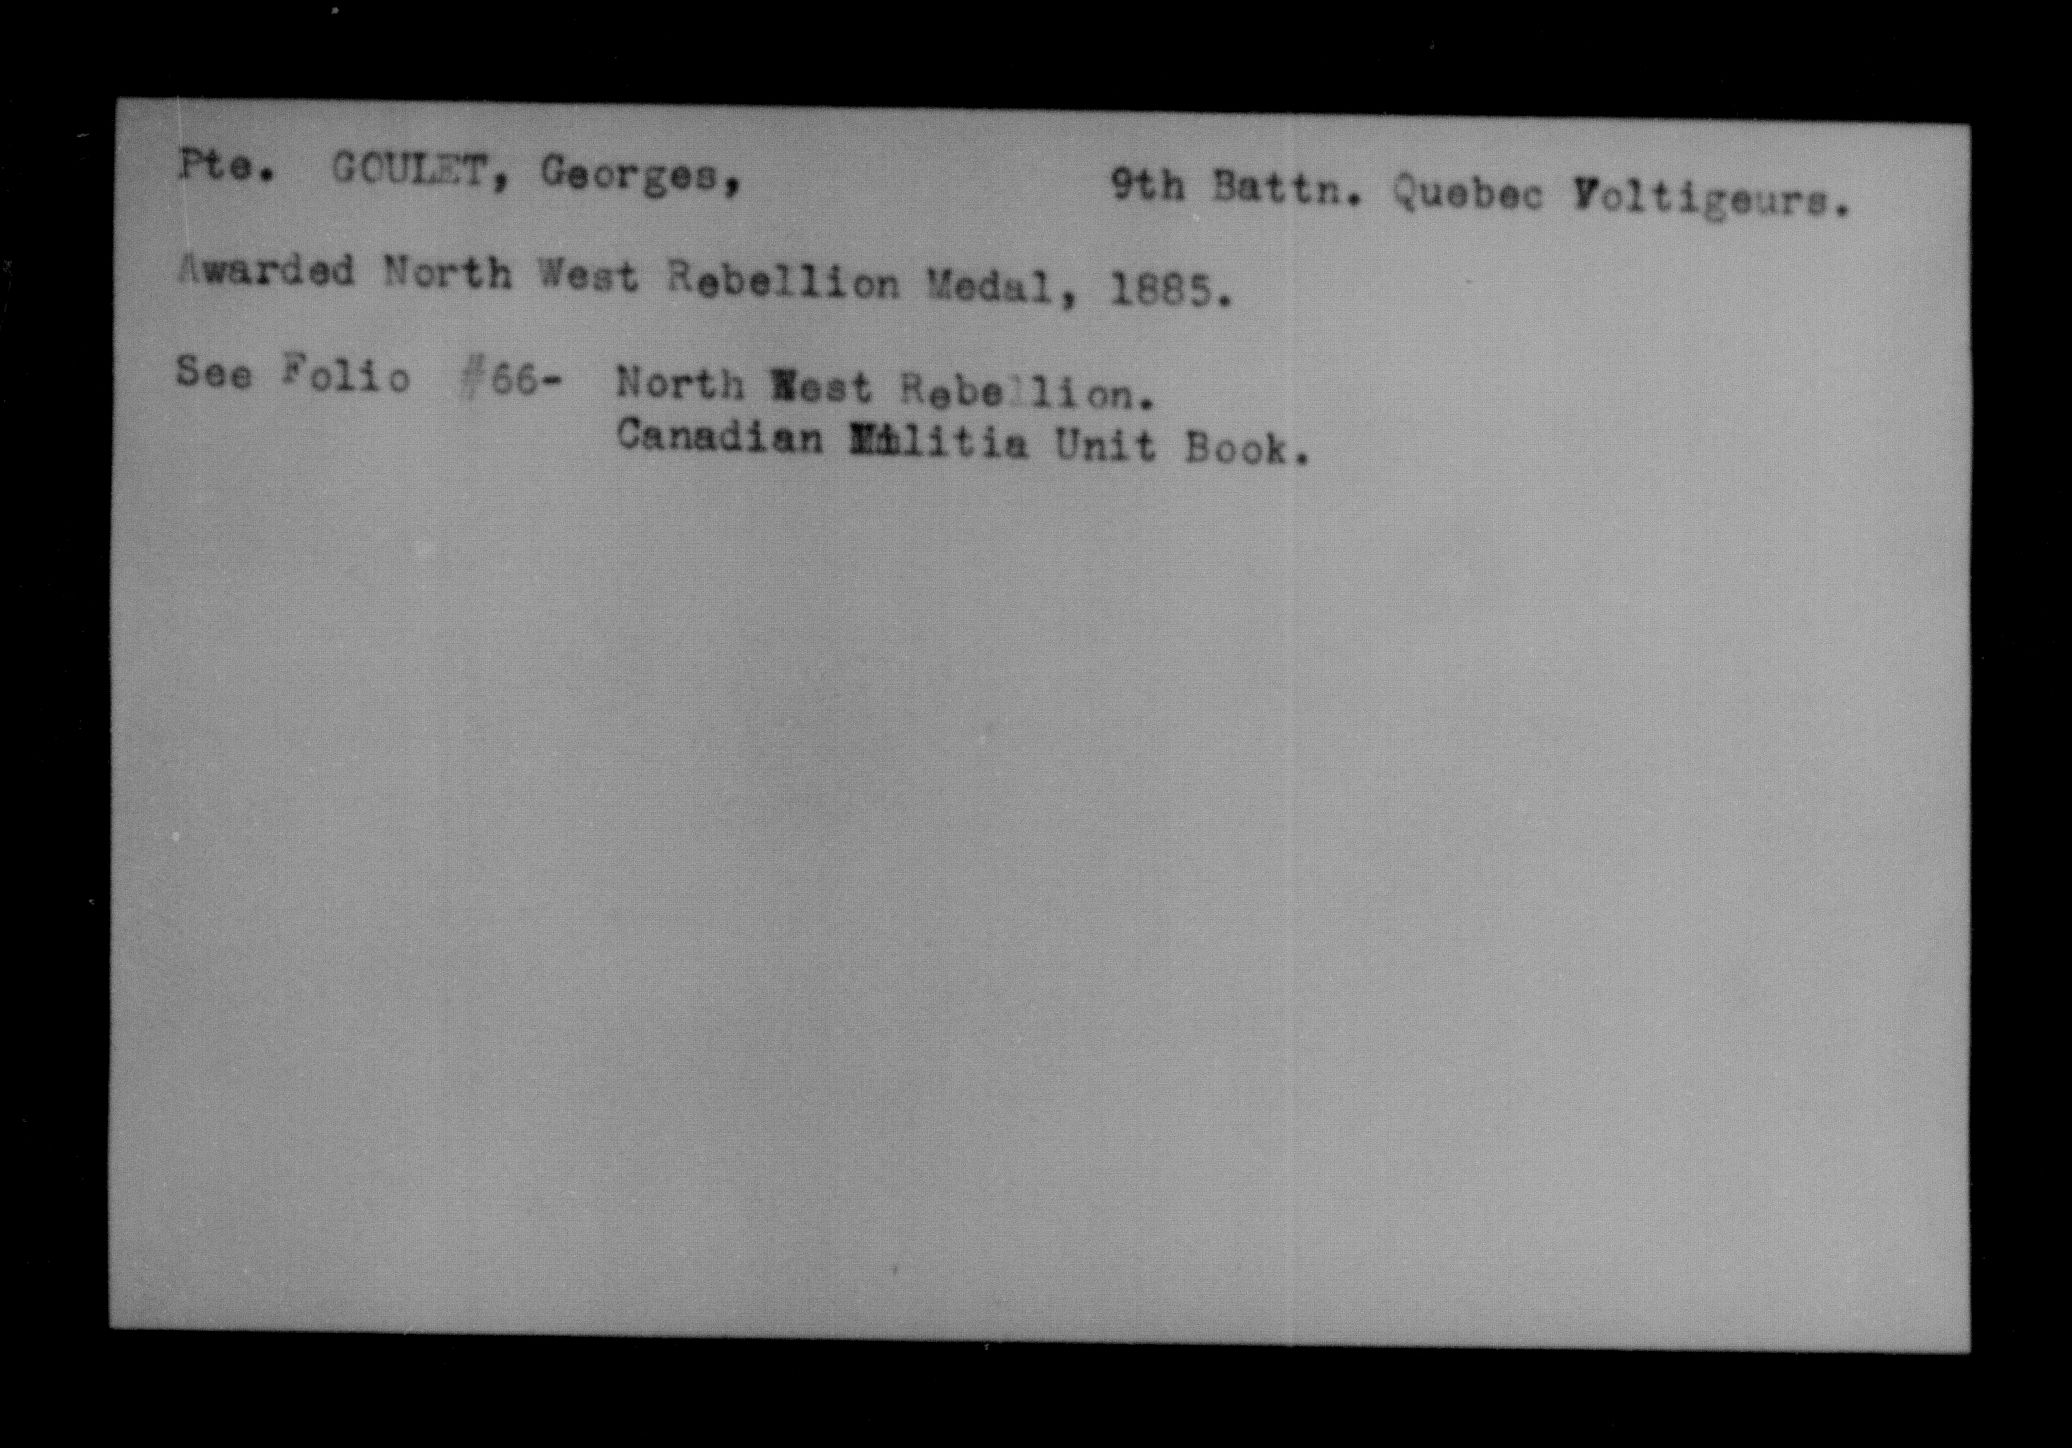 Pte. GOULET, Georges, 9th Battn. Quebec Voltigeurs.
Awarded North West Rebellion Medal, 1885.
See Folio #66- North West Rebellion.
Canadian Militia Unit Book.